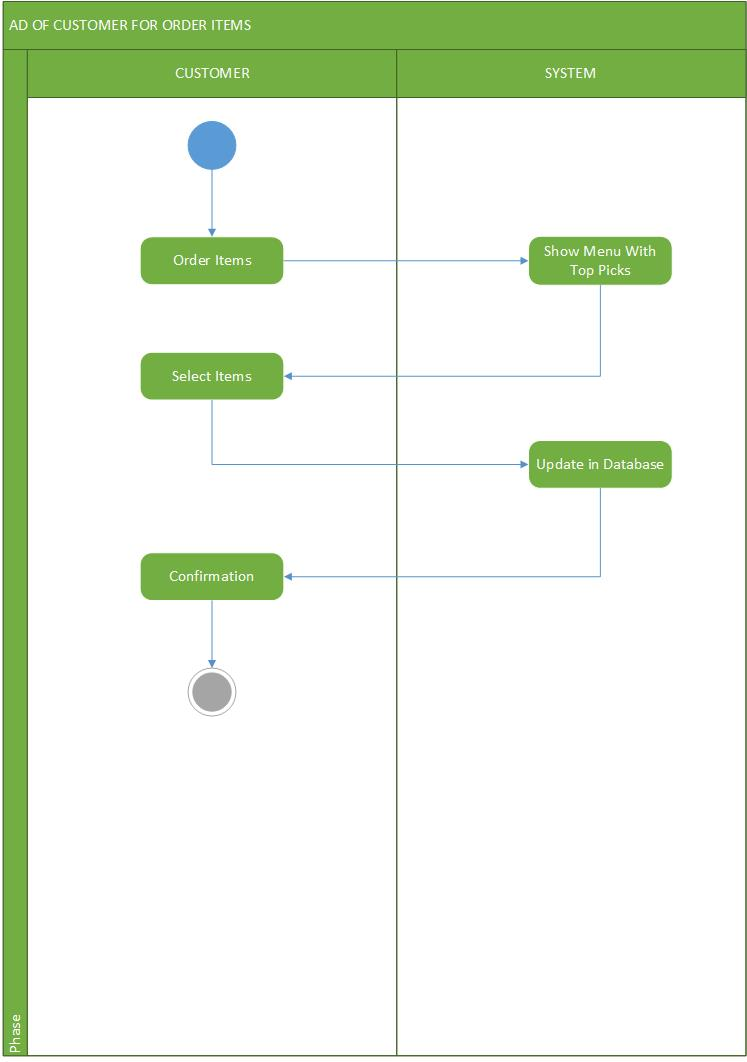 AD OF CUSTOMER FOR ORDER ITEMS
CUSTOMER
SYSTEM
Order Items
Show Menu With
Top Picks
Select Items
Update in Database
Confirmation
Phase